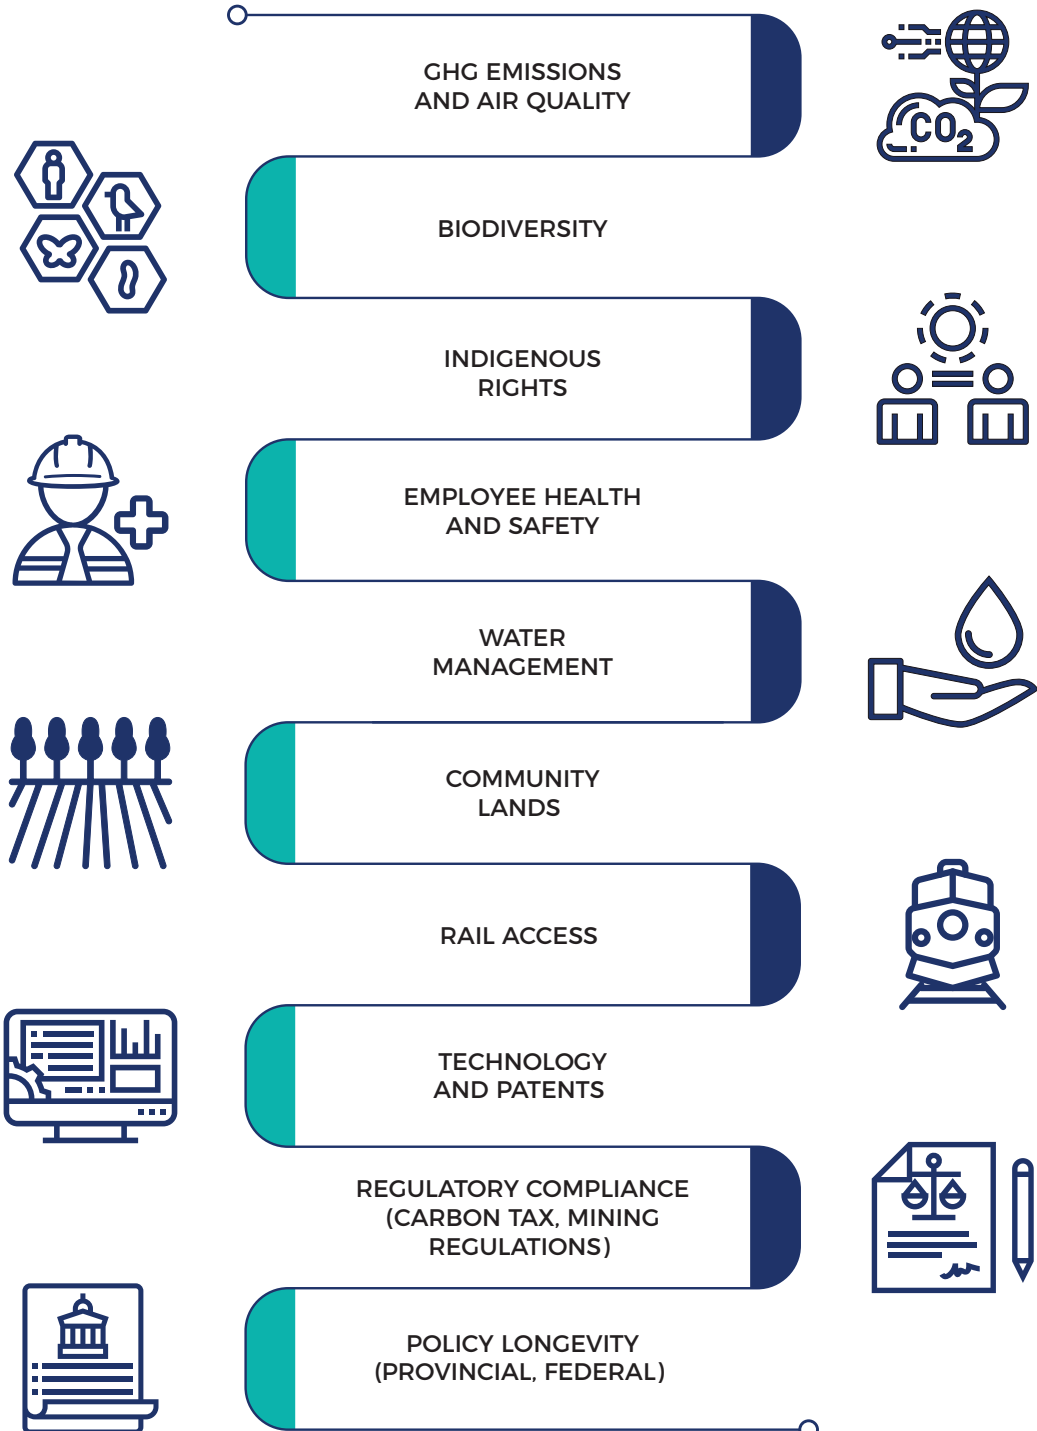 GHG EMISSIONS
AND AIR QUALITY
CO2
BIODIVERSITY
INDIGENOUS
RIGHTS
EMPLOYEE HEALTH
AND SAFETY
WATER
MANAGEMENT
COMMUNITY
LANDS
RAIL ACCESS
TECHNOLOGY
AND PATENTS
REGULATORY COMPLIANCE
(CARBON TAX, MINING
REGULATIONS)
POLICY LONGEVITY
(PROVINCIAL, FEDERAL)